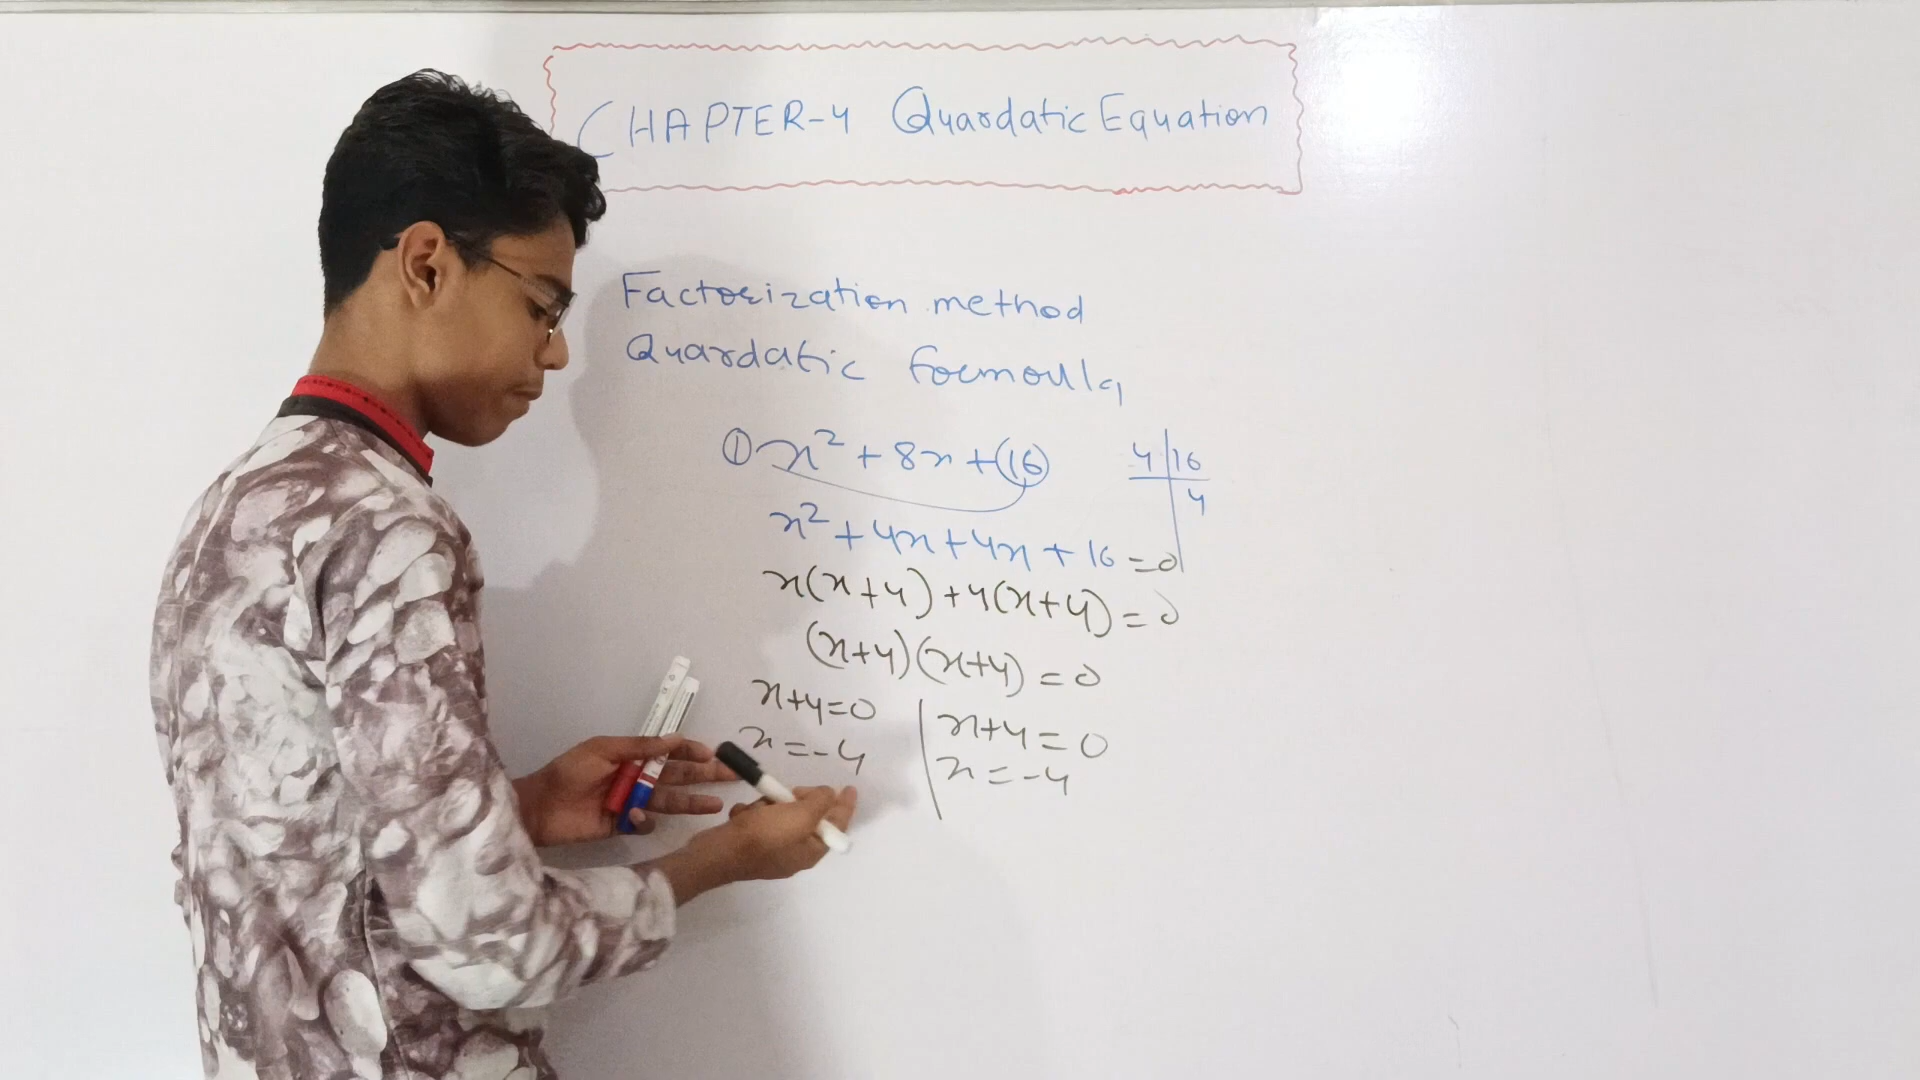 CHAPTER-4 Quardatic Equation
Factorization method
Quardatic formoula
① x² + 8x + (16)
4 | 16
4
x² + 4x + 4x + 16 = 0
x(x+4) + 4(x+4) = 0
(x+4)(x+4) = 0
x+4=0 | x+4=0
x=-4 | x=-4